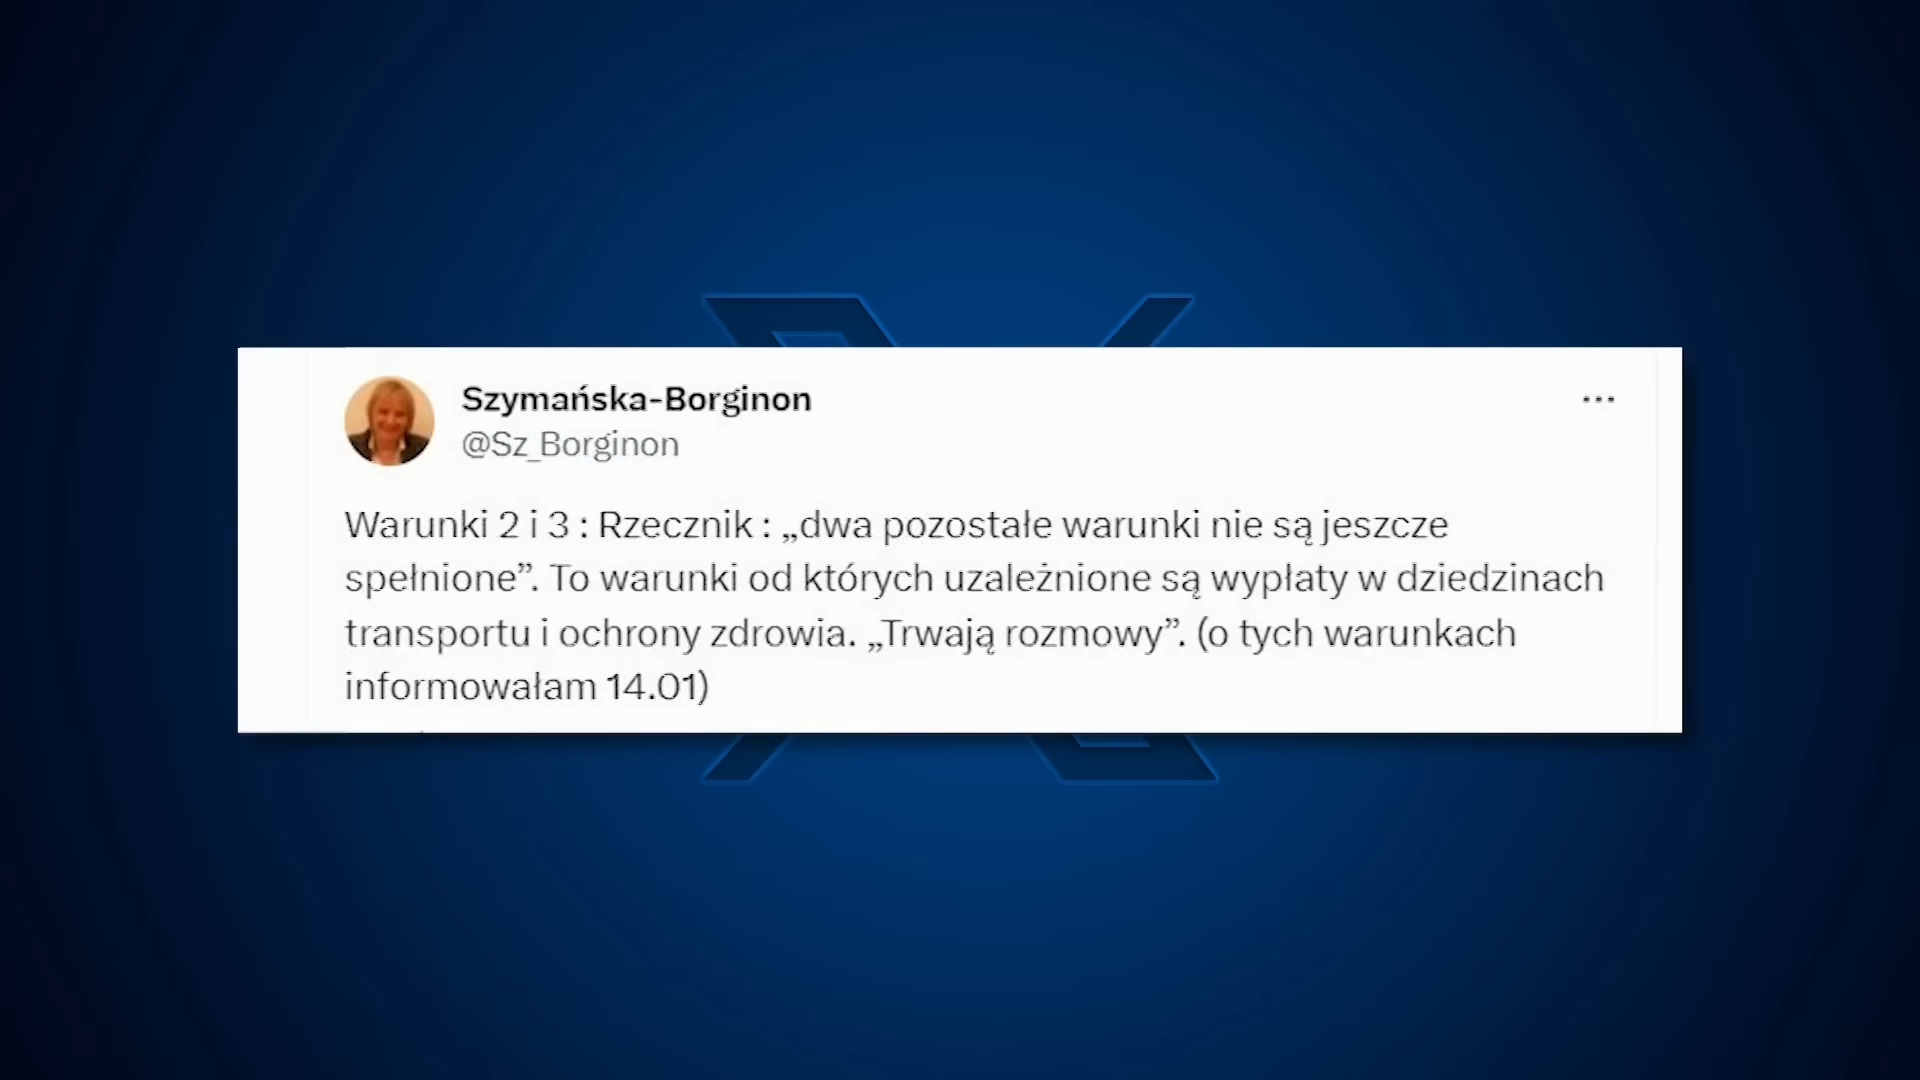 Szymańska-Borginon
@Sz_Borginon
Warunki 2 i 3 : Rzecznik : „dwa pozostałe warunki nie są jeszcze
spełnione”. To warunki od których uzależnione są wypłaty w dziedzinach
transportu i ochrony zdrowia. „Trwają rozmowy”. (o tych warunkach
informowałam 14.01)